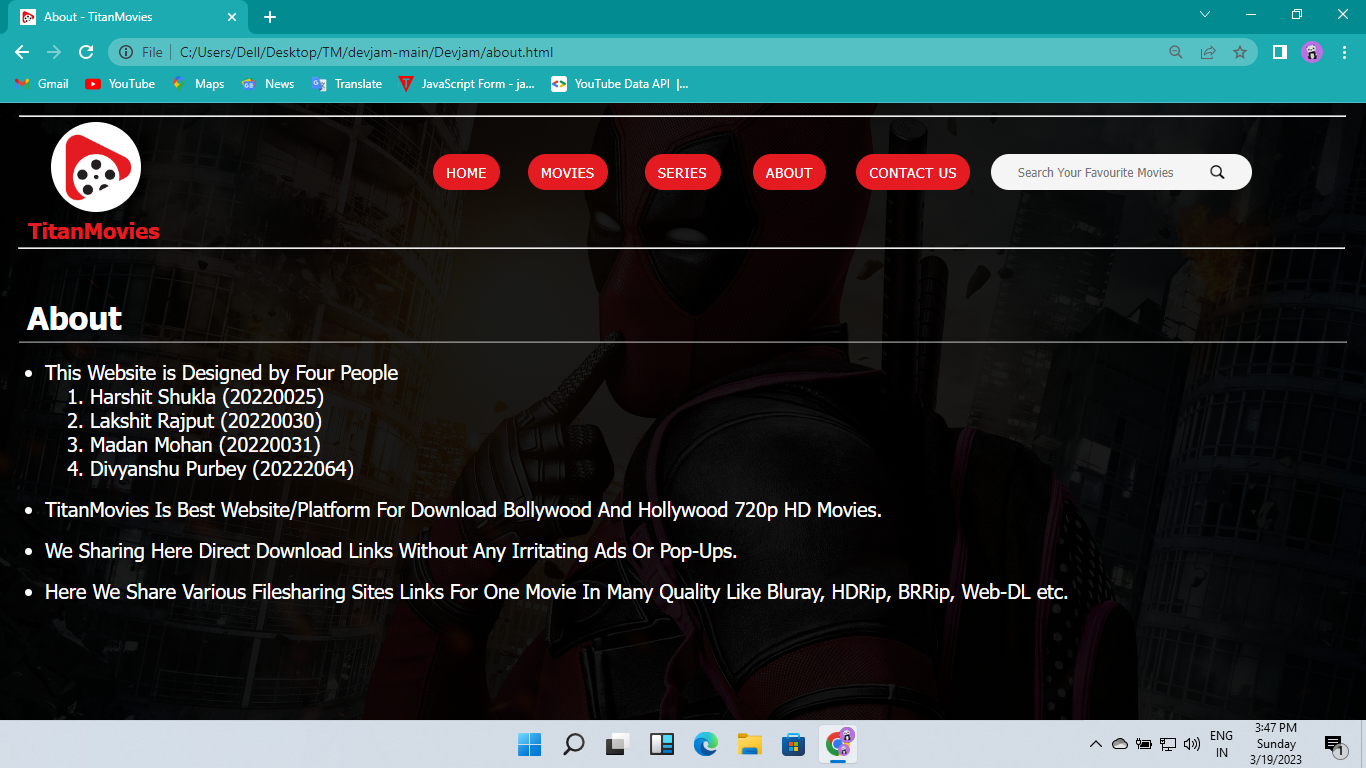 About - TitanMovies
File
C:/Users/Dell/Desktop/TM/devjam-main/Devjam/about.html
Gmail YouTube Maps News Translate JavaScript Form - ja... YouTube Data API |...
TitanMovies
HOME MOVIES SERIES ABOUT CONTACT US Search Your Favourite Movies
About
• This Website is Designed by Four People
1. Harshit Shukla (20220025)
2. Lakshit Rajput (20220030)
3. Madan Mohan (20220031)
4. Divyanshu Purbey (20222064)
• TitanMovies Is Best Website/Platform For Download Bollywood And Hollywood 720p HD Movies.
• We Sharing Here Direct Download Links Without Any Irritating Ads Or Pop-Ups.
• Here We Share Various Filesharing Sites Links For One Movie In Many Quality Like Bluray, HDRip, BRRip, Web-DL etc.
ENG
IN
3:47 PM
Sunday
3/19/2023
1